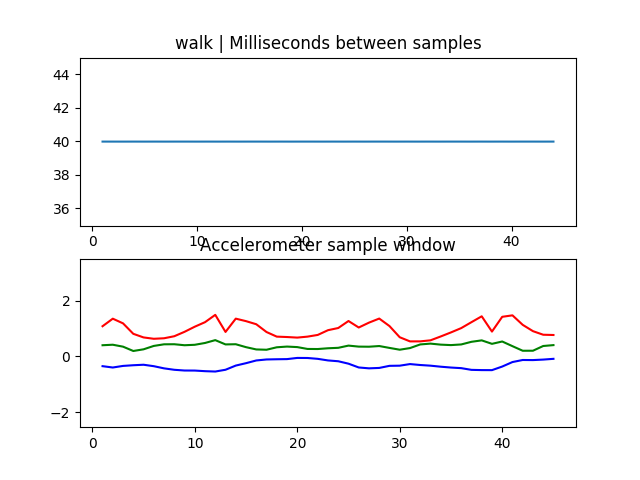 walk | Milliseconds between samples
44
42
40
38
36
0 10 20 30 40
Accelerometer sample window
2
0
−2
0 10 20 30 40